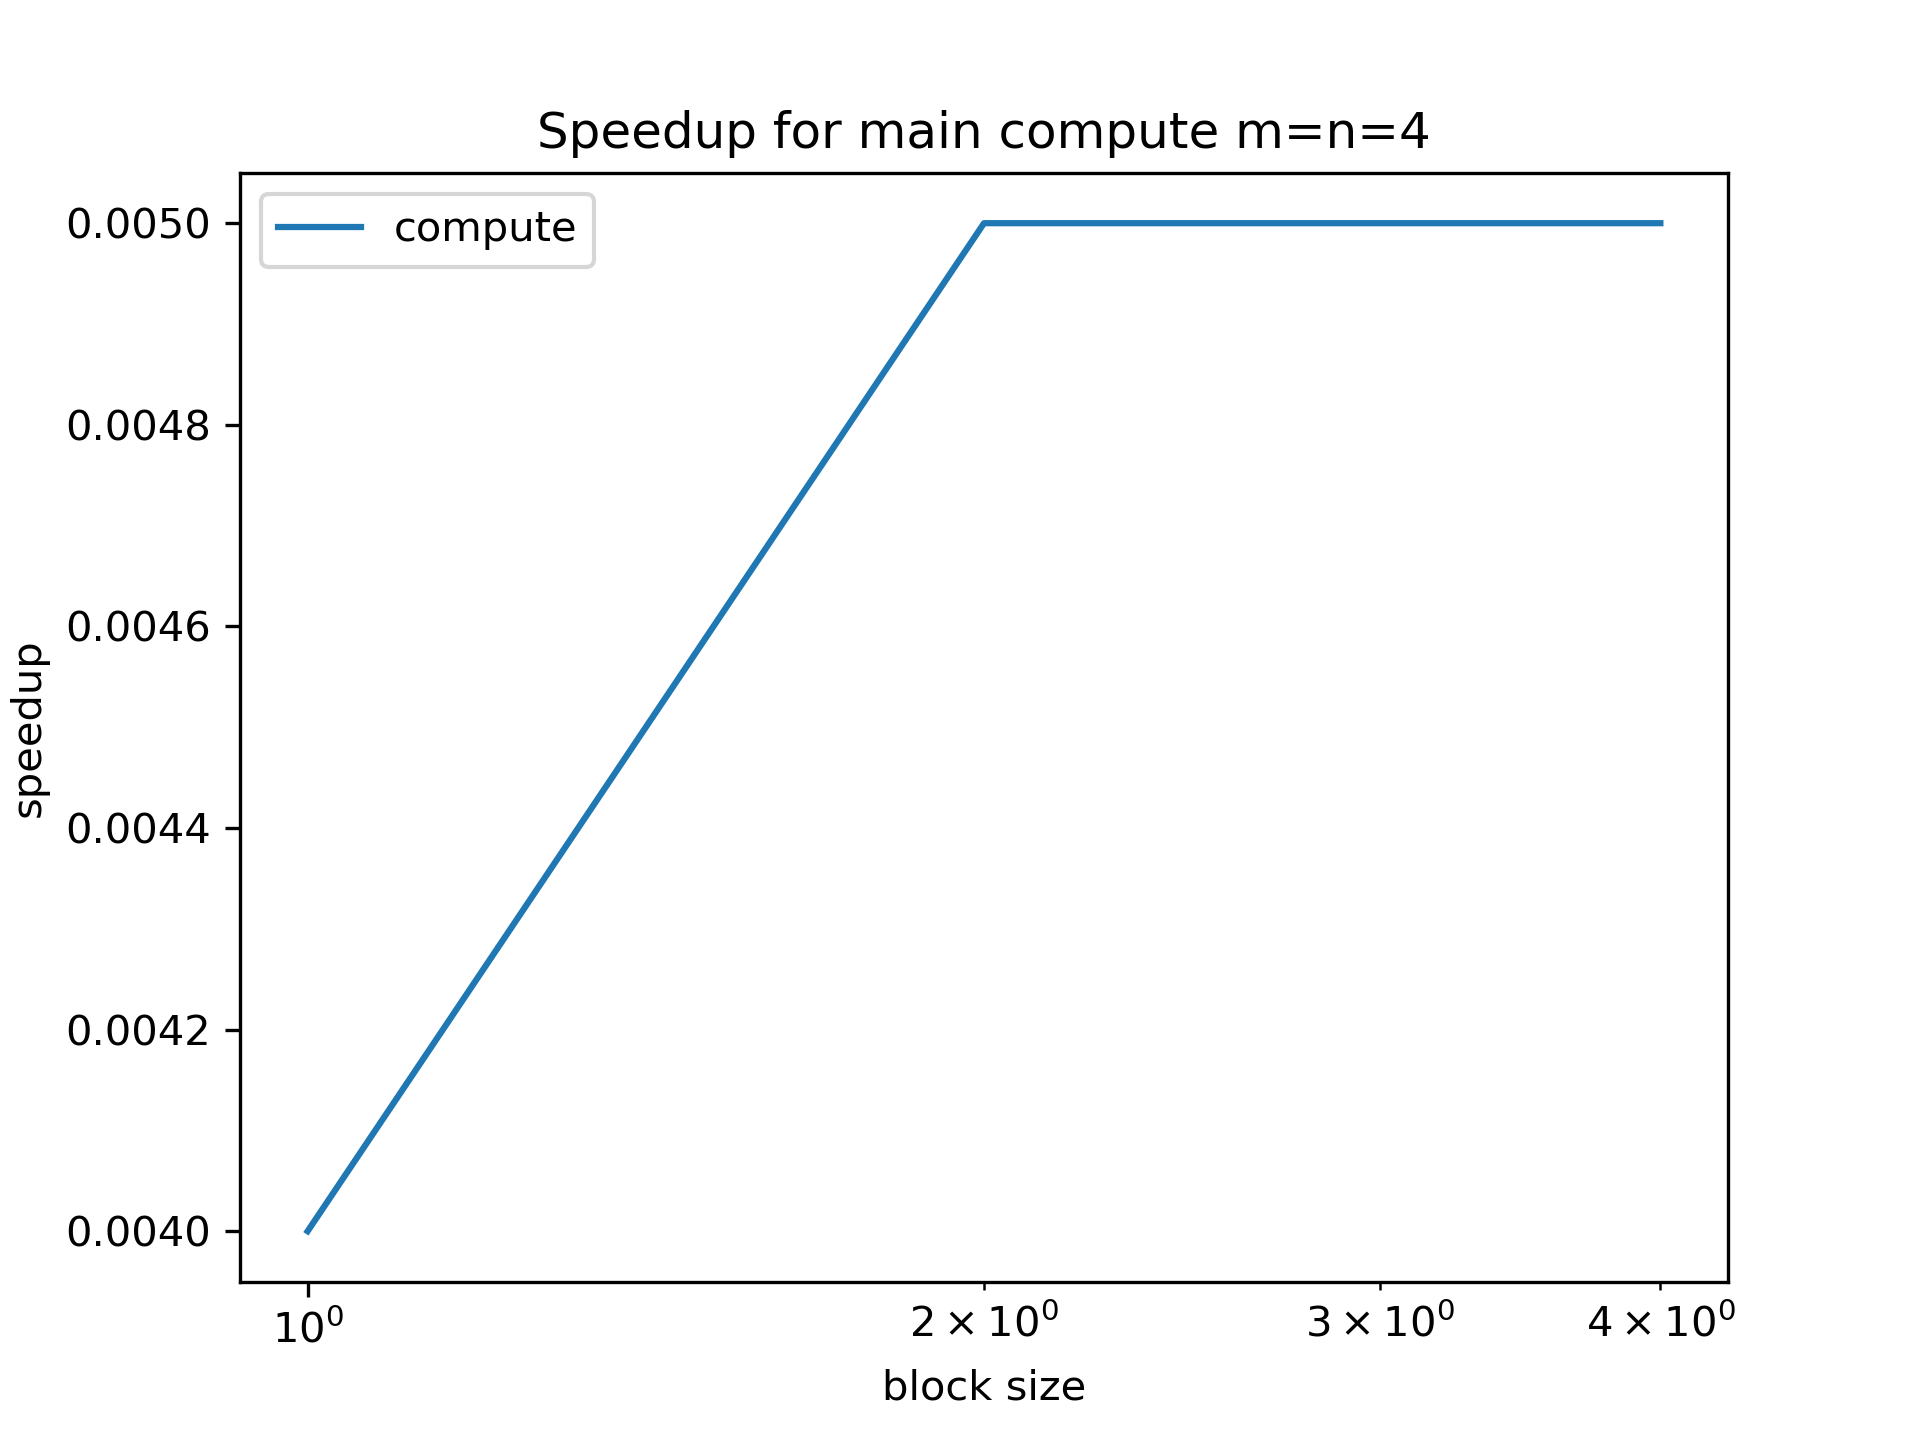 Speedup for main compute m=n=4
compute
speedup
0.0050
0.0048
0.0046
0.0044
0.0042
0.0040
10⁰
2 × 10⁰
3 × 10⁰
4 × 10⁰
block size